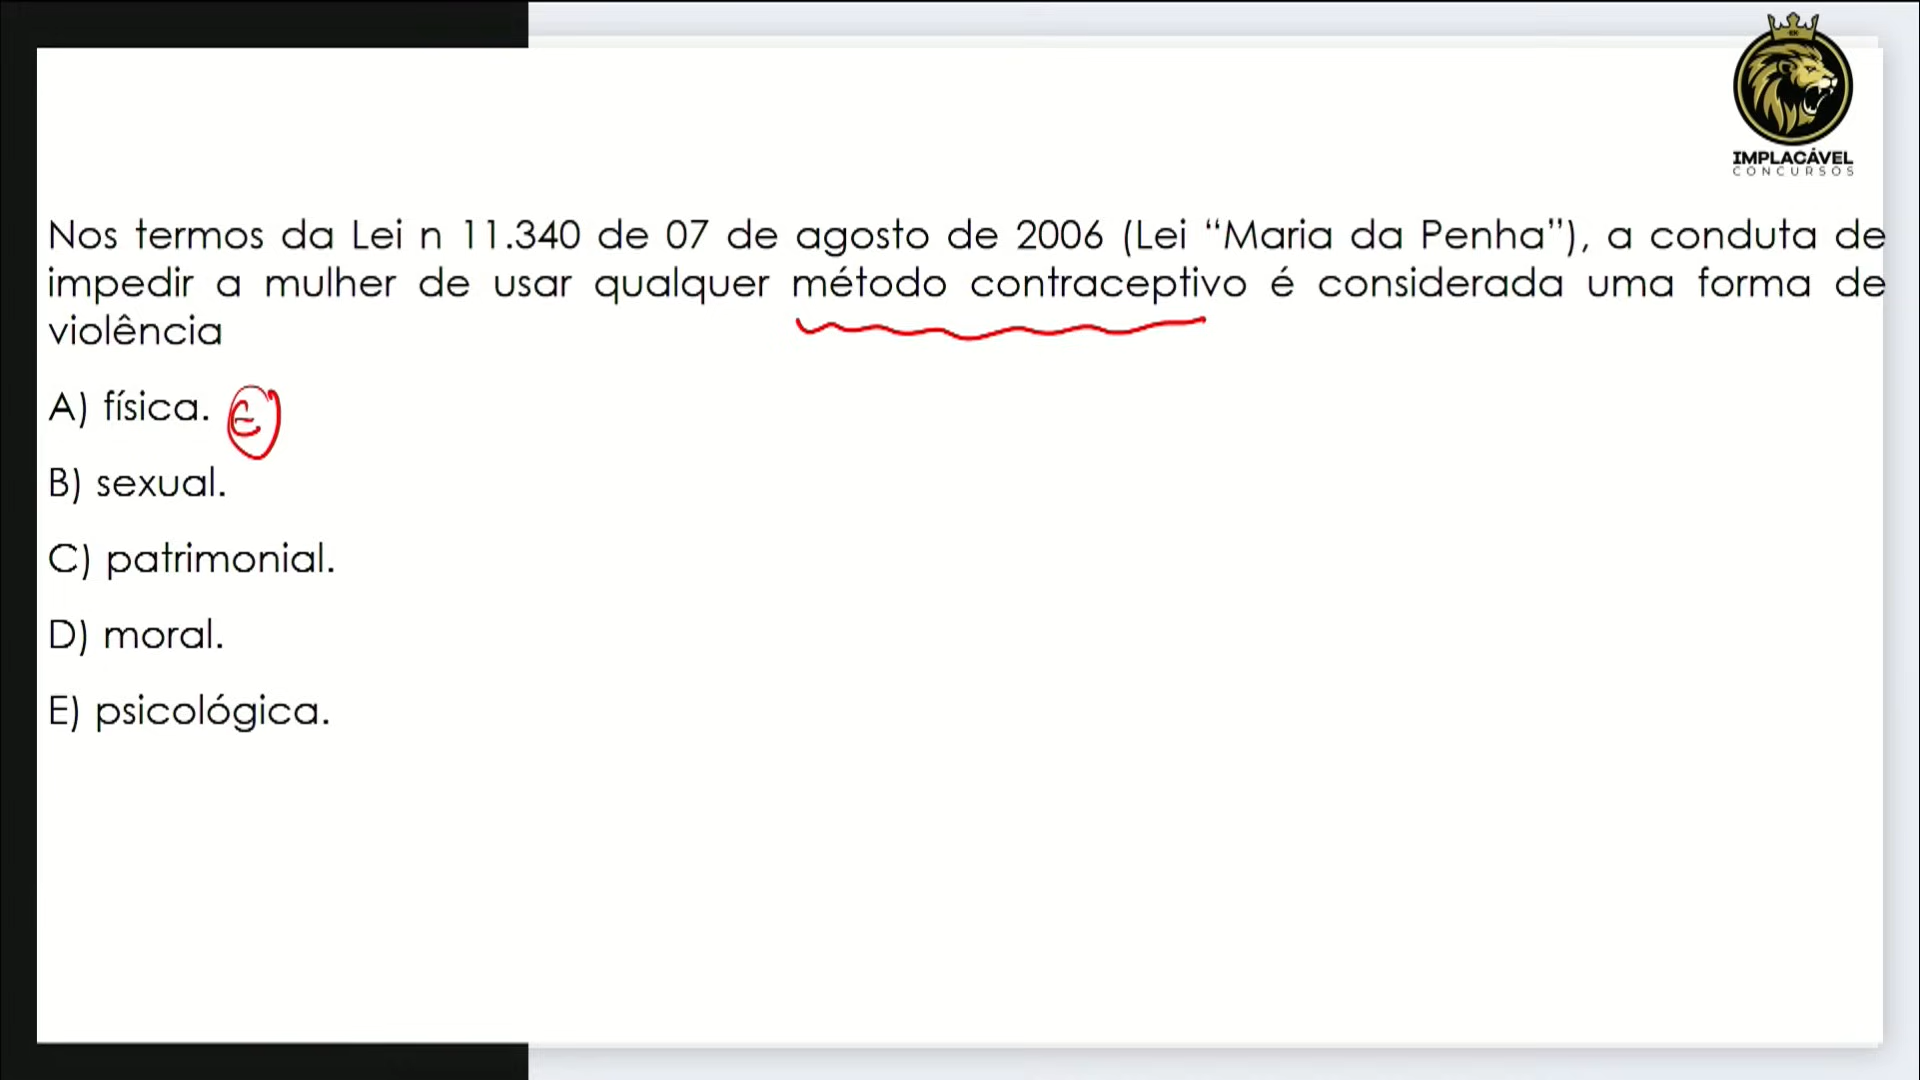 IMPLACÁVEL
CONCURSOS
Nos termos da Lei n 11.340 de 07 de agosto de 2006 (Lei “Maria da Penha”), a conduta de
impedir a mulher de usar qualquer método contraceptivo é considerada uma forma de
violência
A) física. E
B) sexual.
C) patrimonial.
D) moral.
E) psicológica.